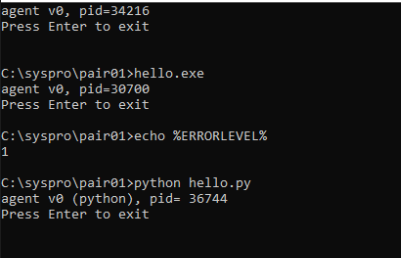 agent v0, pid=34216
Press Enter to exit
C:\syspro\pair01>hello.exe
agent v0, pid=30700
Press Enter to exit
C:\syspro\pair01>echo %ERRORLEVEL%
1
C:\syspro\pair01>python hello.py
agent v0 (python), pid= 36744
Press Enter to exit